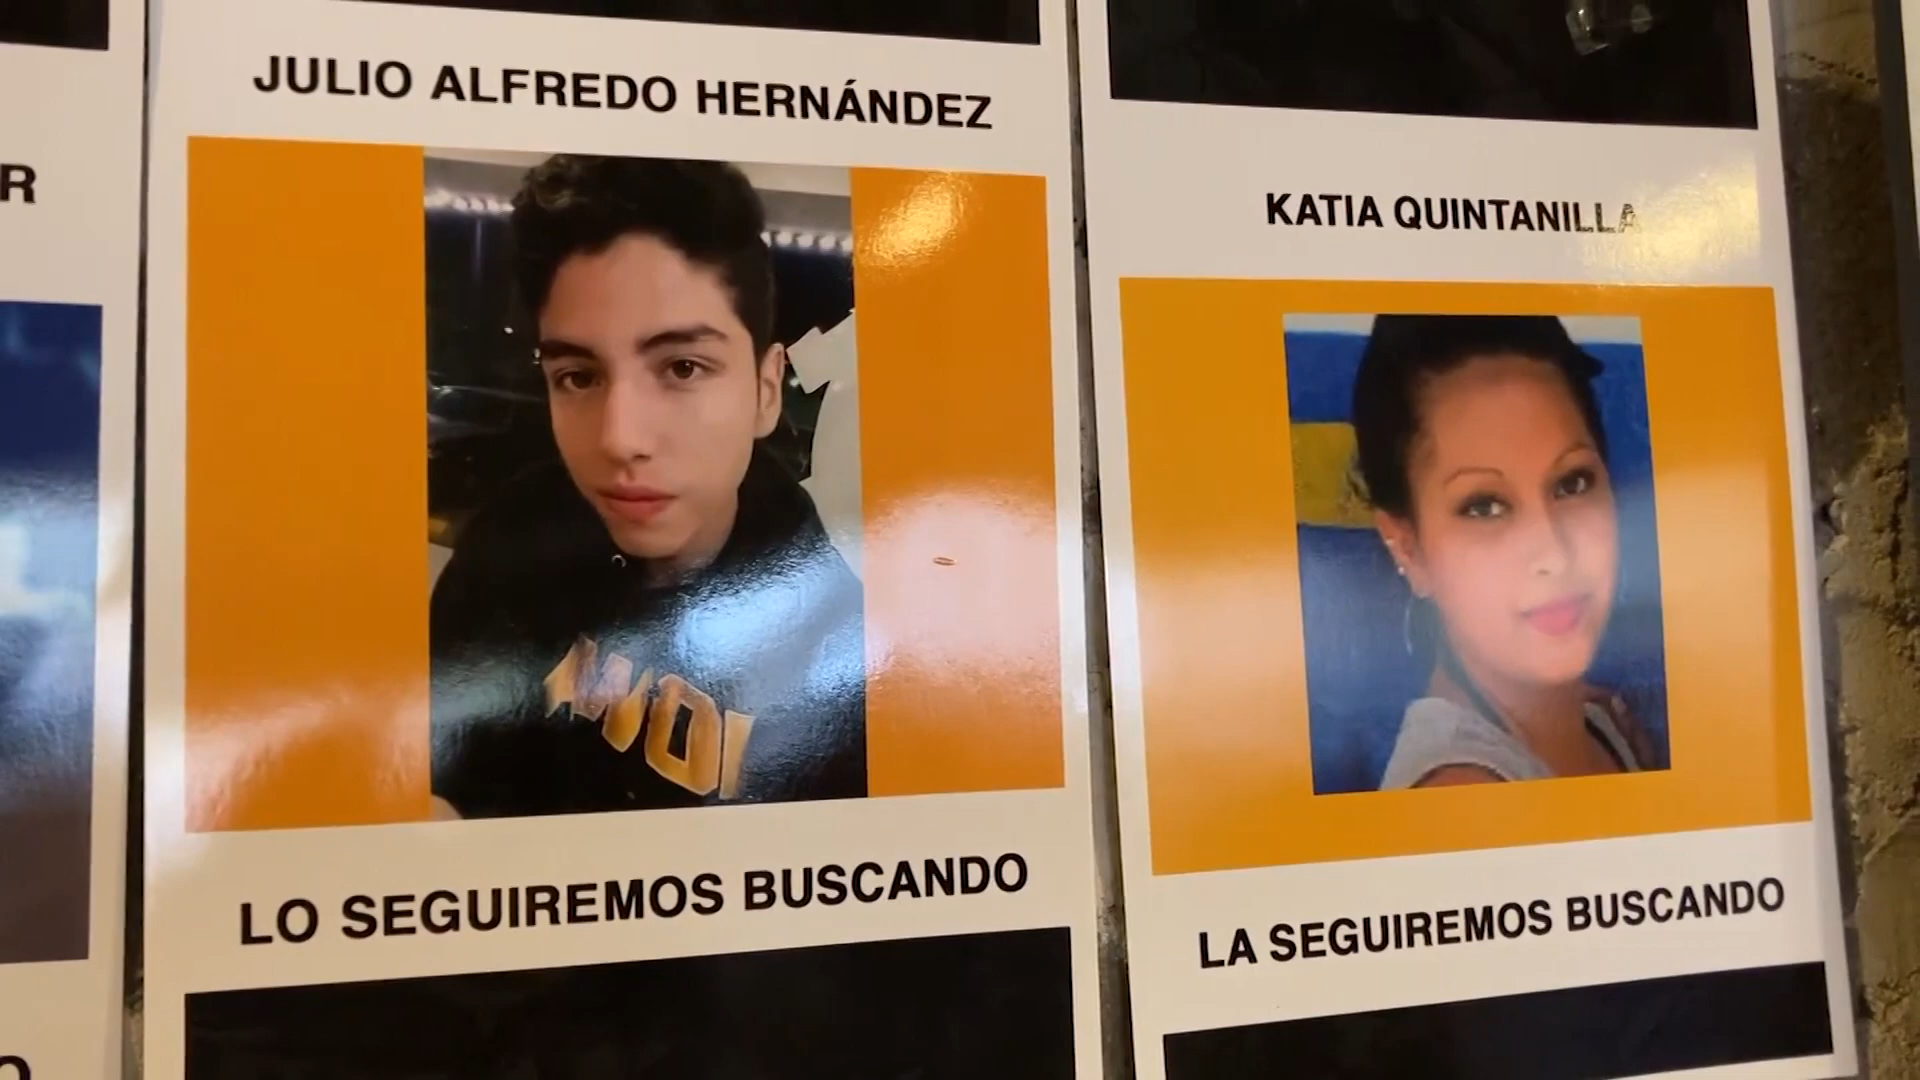 JULIO ALFREDO HERNÁNDEZ
LO SEGUIREMOS BUSCANDO
KATIA QUINTANILLA
LA SEGUIREMOS BUSCANDO